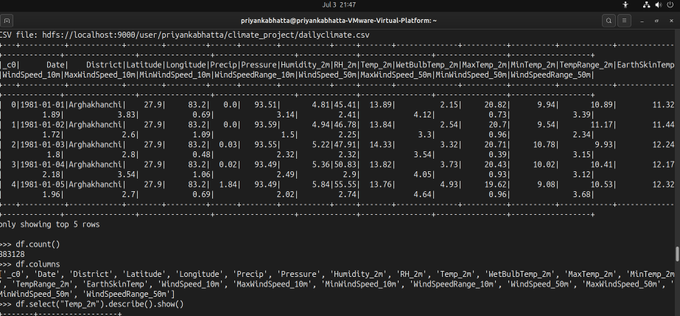 Jul 3 21:47
priyankabhatta@priyankabhatta-VMware-Virtual-Platform: ~
CSV file: hdfs://localhost:9000/user/priyankabhatta/climate_project/dailyclimate.csv
|_c0| Date| District|Latitude|Longitude|Precip|Pressure|Humidity_2m|RH_2m|Temp_2m|WetBulbTemp_2m|MaxTemp_2m|MinTemp_2m|TempRange_2m|EarthSkinTemp
|WindSpeed_10m|MaxWindSpeed_10m|MinWindSpeed_10m|WindSpeedRange_10m|WindSpeed_50m|MaxWindSpeed_50m|MinWindSpeed_50m|WindSpeedRange_50m|
| 0|1981-01-01|Arghakhanchi| 27.9| 83.2| 0.0| 93.51| 4.81|45.41| 13.89| 2.15| 20.82| 9.94| 10.89| 11.32
| 1.89| 3.83| 0.69| 3.14| 2.41| 4.12| 0.73| 3.39|
| 1|1981-01-02|Arghakhanchi| 27.9| 83.2| 0.0| 93.59| 4.94|46.78| 13.84| 2.54| 20.7| 9.54| 11.17| 11.44
| 1.72| 2.6| 1.09| 1.5| 2.25| 3.3| 0.96| 2.34|
| 2|1981-01-03|Arghakhanchi| 27.9| 83.2| 0.03| 93.55| 5.22|47.91| 14.33| 3.32| 20.71| 10.78| 9.93| 12.24
| 1.8| 2.8| 0.48| 2.32| 2.32| 3.54| 0.39| 3.15|
| 3|1981-01-04|Arghakhanchi| 27.9| 83.2| 0.02| 93.49| 5.36|50.83| 13.82| 3.73| 20.43| 10.02| 10.41| 12.17
| 2.18| 3.54| 1.06| 2.49| 2.9| 4.05| 0.93| 3.12|
| 4|1981-01-05|Arghakhanchi| 27.9| 83.2| 1.84| 93.49| 5.84|55.55| 13.76| 4.93| 19.62| 9.08| 10.53| 12.32
| 1.96| 2.7| 0.69| 2.02| 2.74| 4.64| 0.96| 3.68|
only showing top 5 rows
>>> df.count()
883128
>>> df.columns
['_c0', 'Date', 'District', 'Latitude', 'Longitude', 'Precip', 'Pressure', 'Humidity_2m', 'RH_2m', 'Temp_2m', 'WetBulbTemp_2m', 'MaxTemp_2m', 'MinTemp_2m
', 'TempRange_2m', 'EarthSkinTemp', 'WindSpeed_10m', 'MaxWindSpeed_10m', 'MinWindSpeed_10m', 'WindSpeedRange_10m', 'WindSpeed_50m', 'MaxWindSpeed_50m', '
MinWindSpeed_50m', 'WindSpeedRange_50m']
>>> df.select("Temp_2m").describe().show()